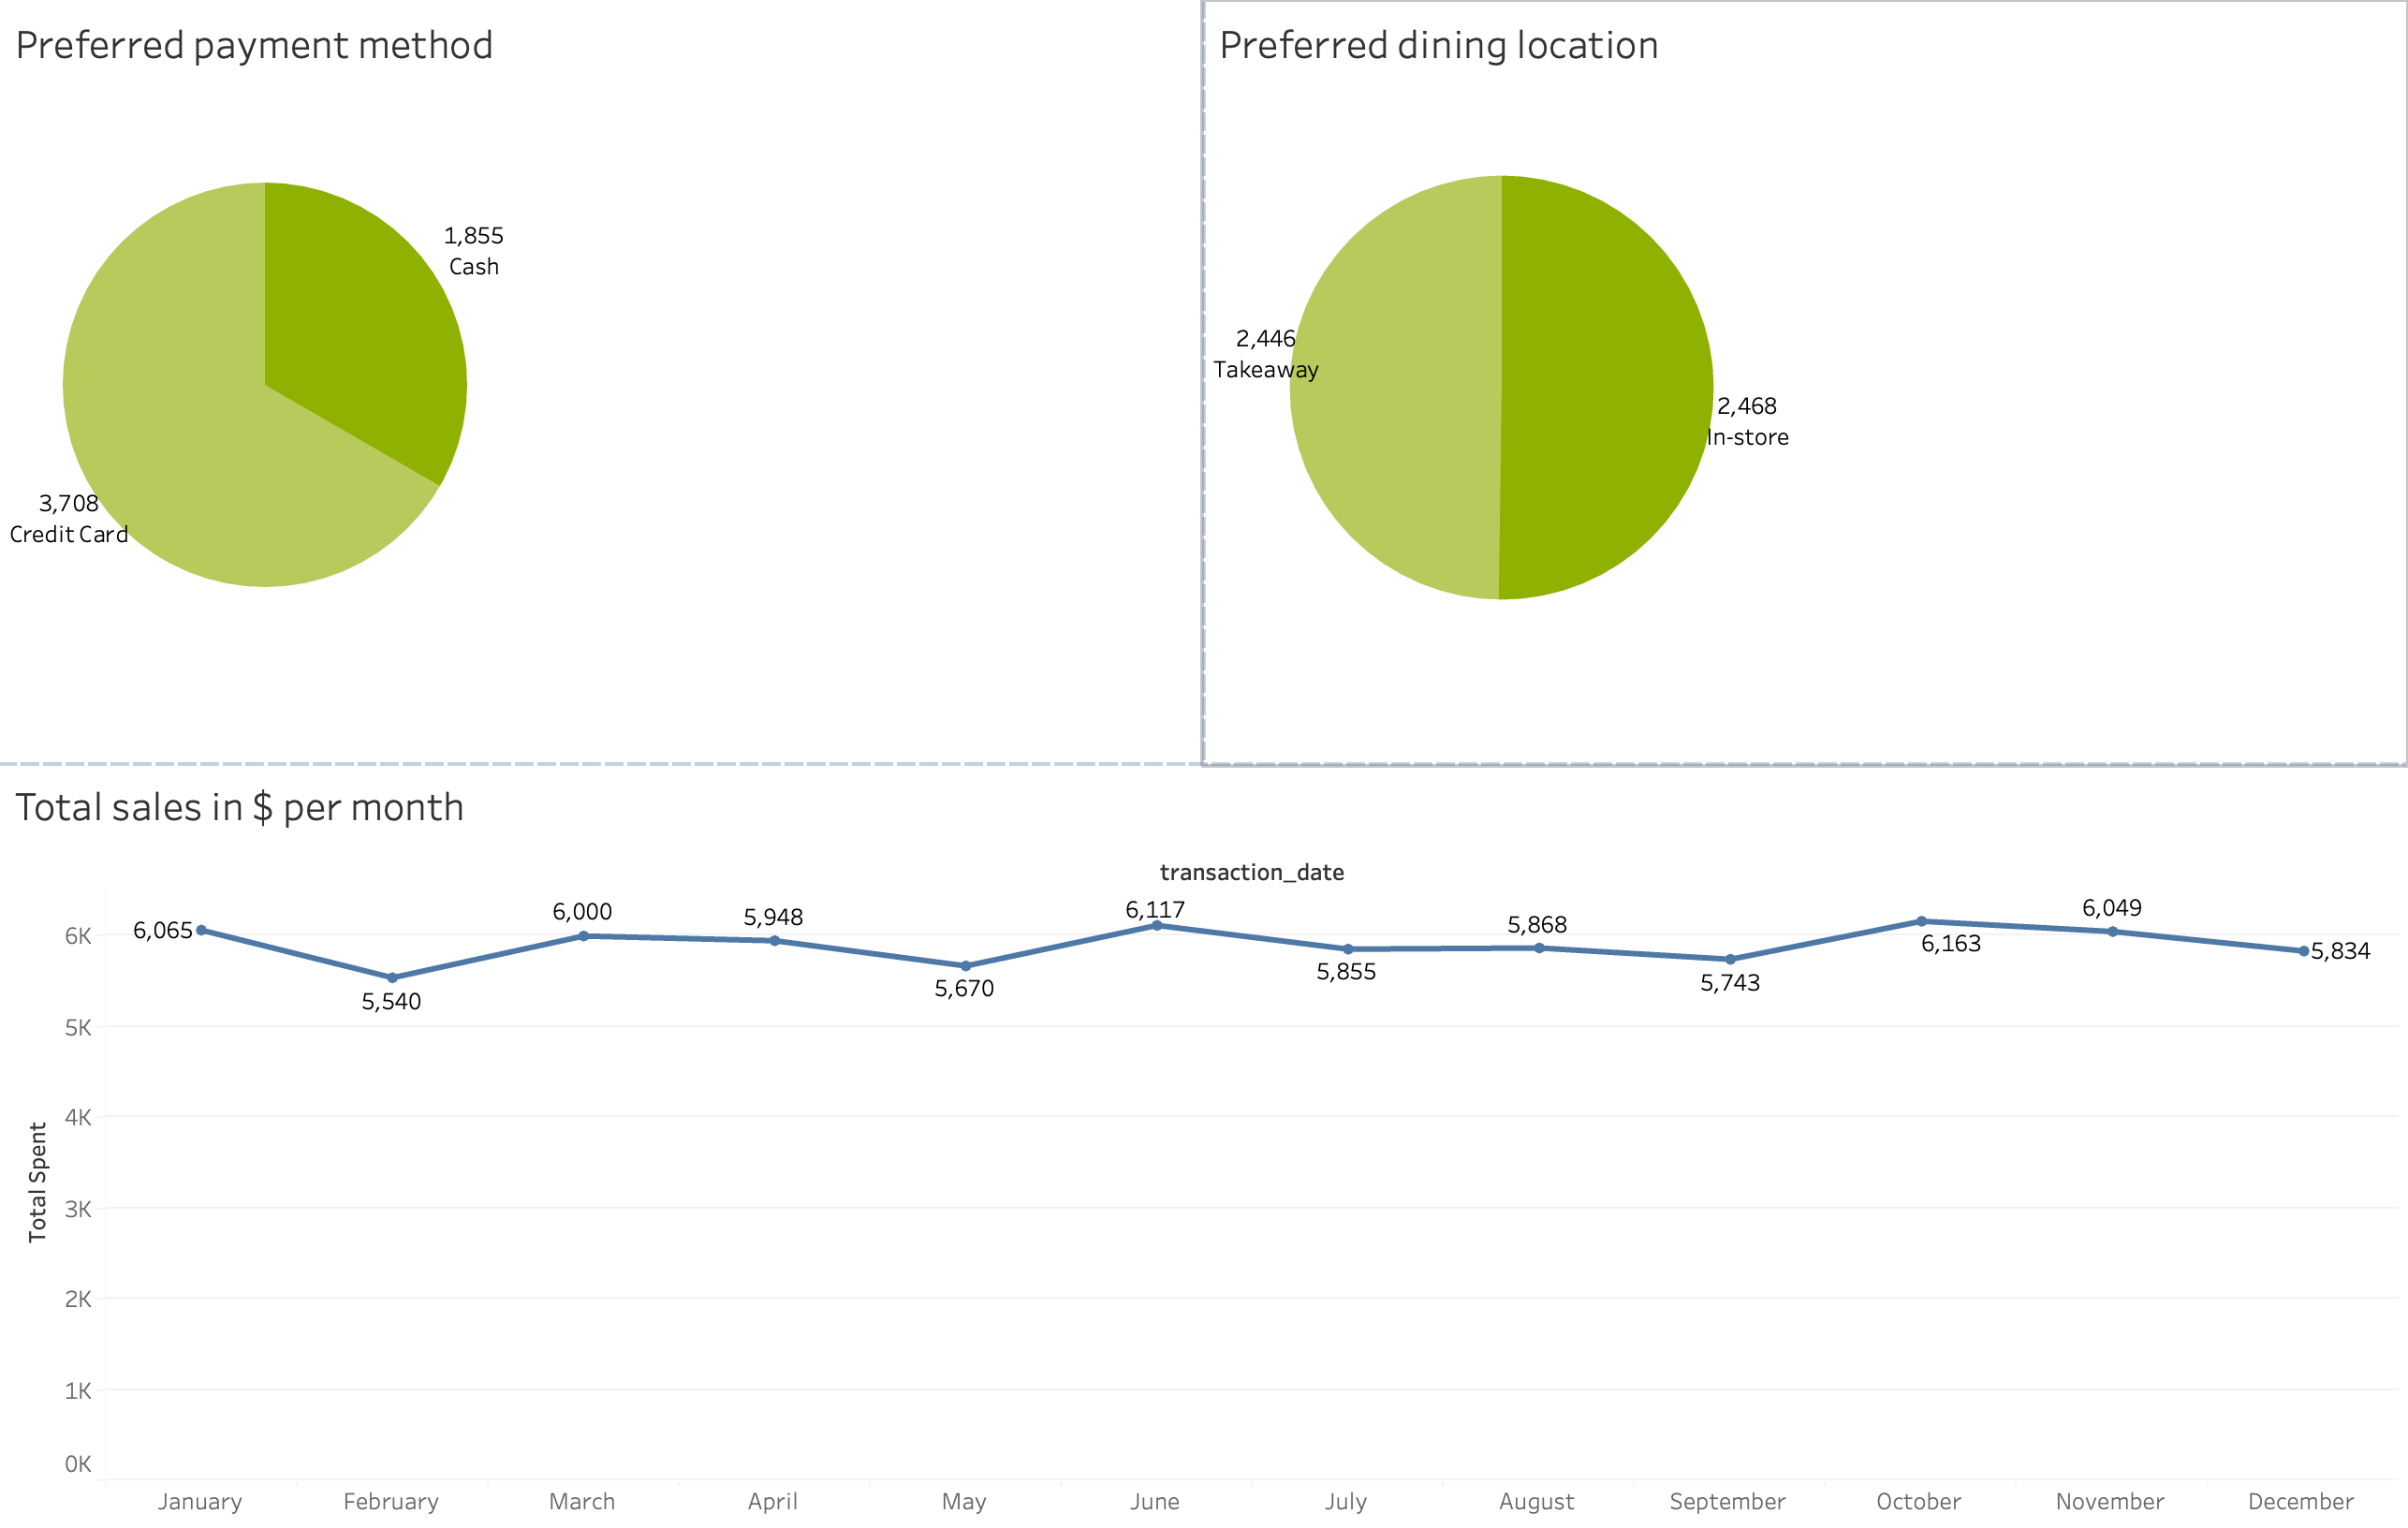 Preferred payment method
1,855
Cash
3,708
Credit Card
Preferred dining location
2,446
Takeaway
2,468
In-store
Total sales in $ per month
transaction_date
Total Spent
6K
5K
4K
3K
2K
1K
0K
6,065
5,540
6,000
5,948
5,670
6,117
5,855
5,868
5,743
6,163
6,049
5,834
January February March April May June July August September October November December